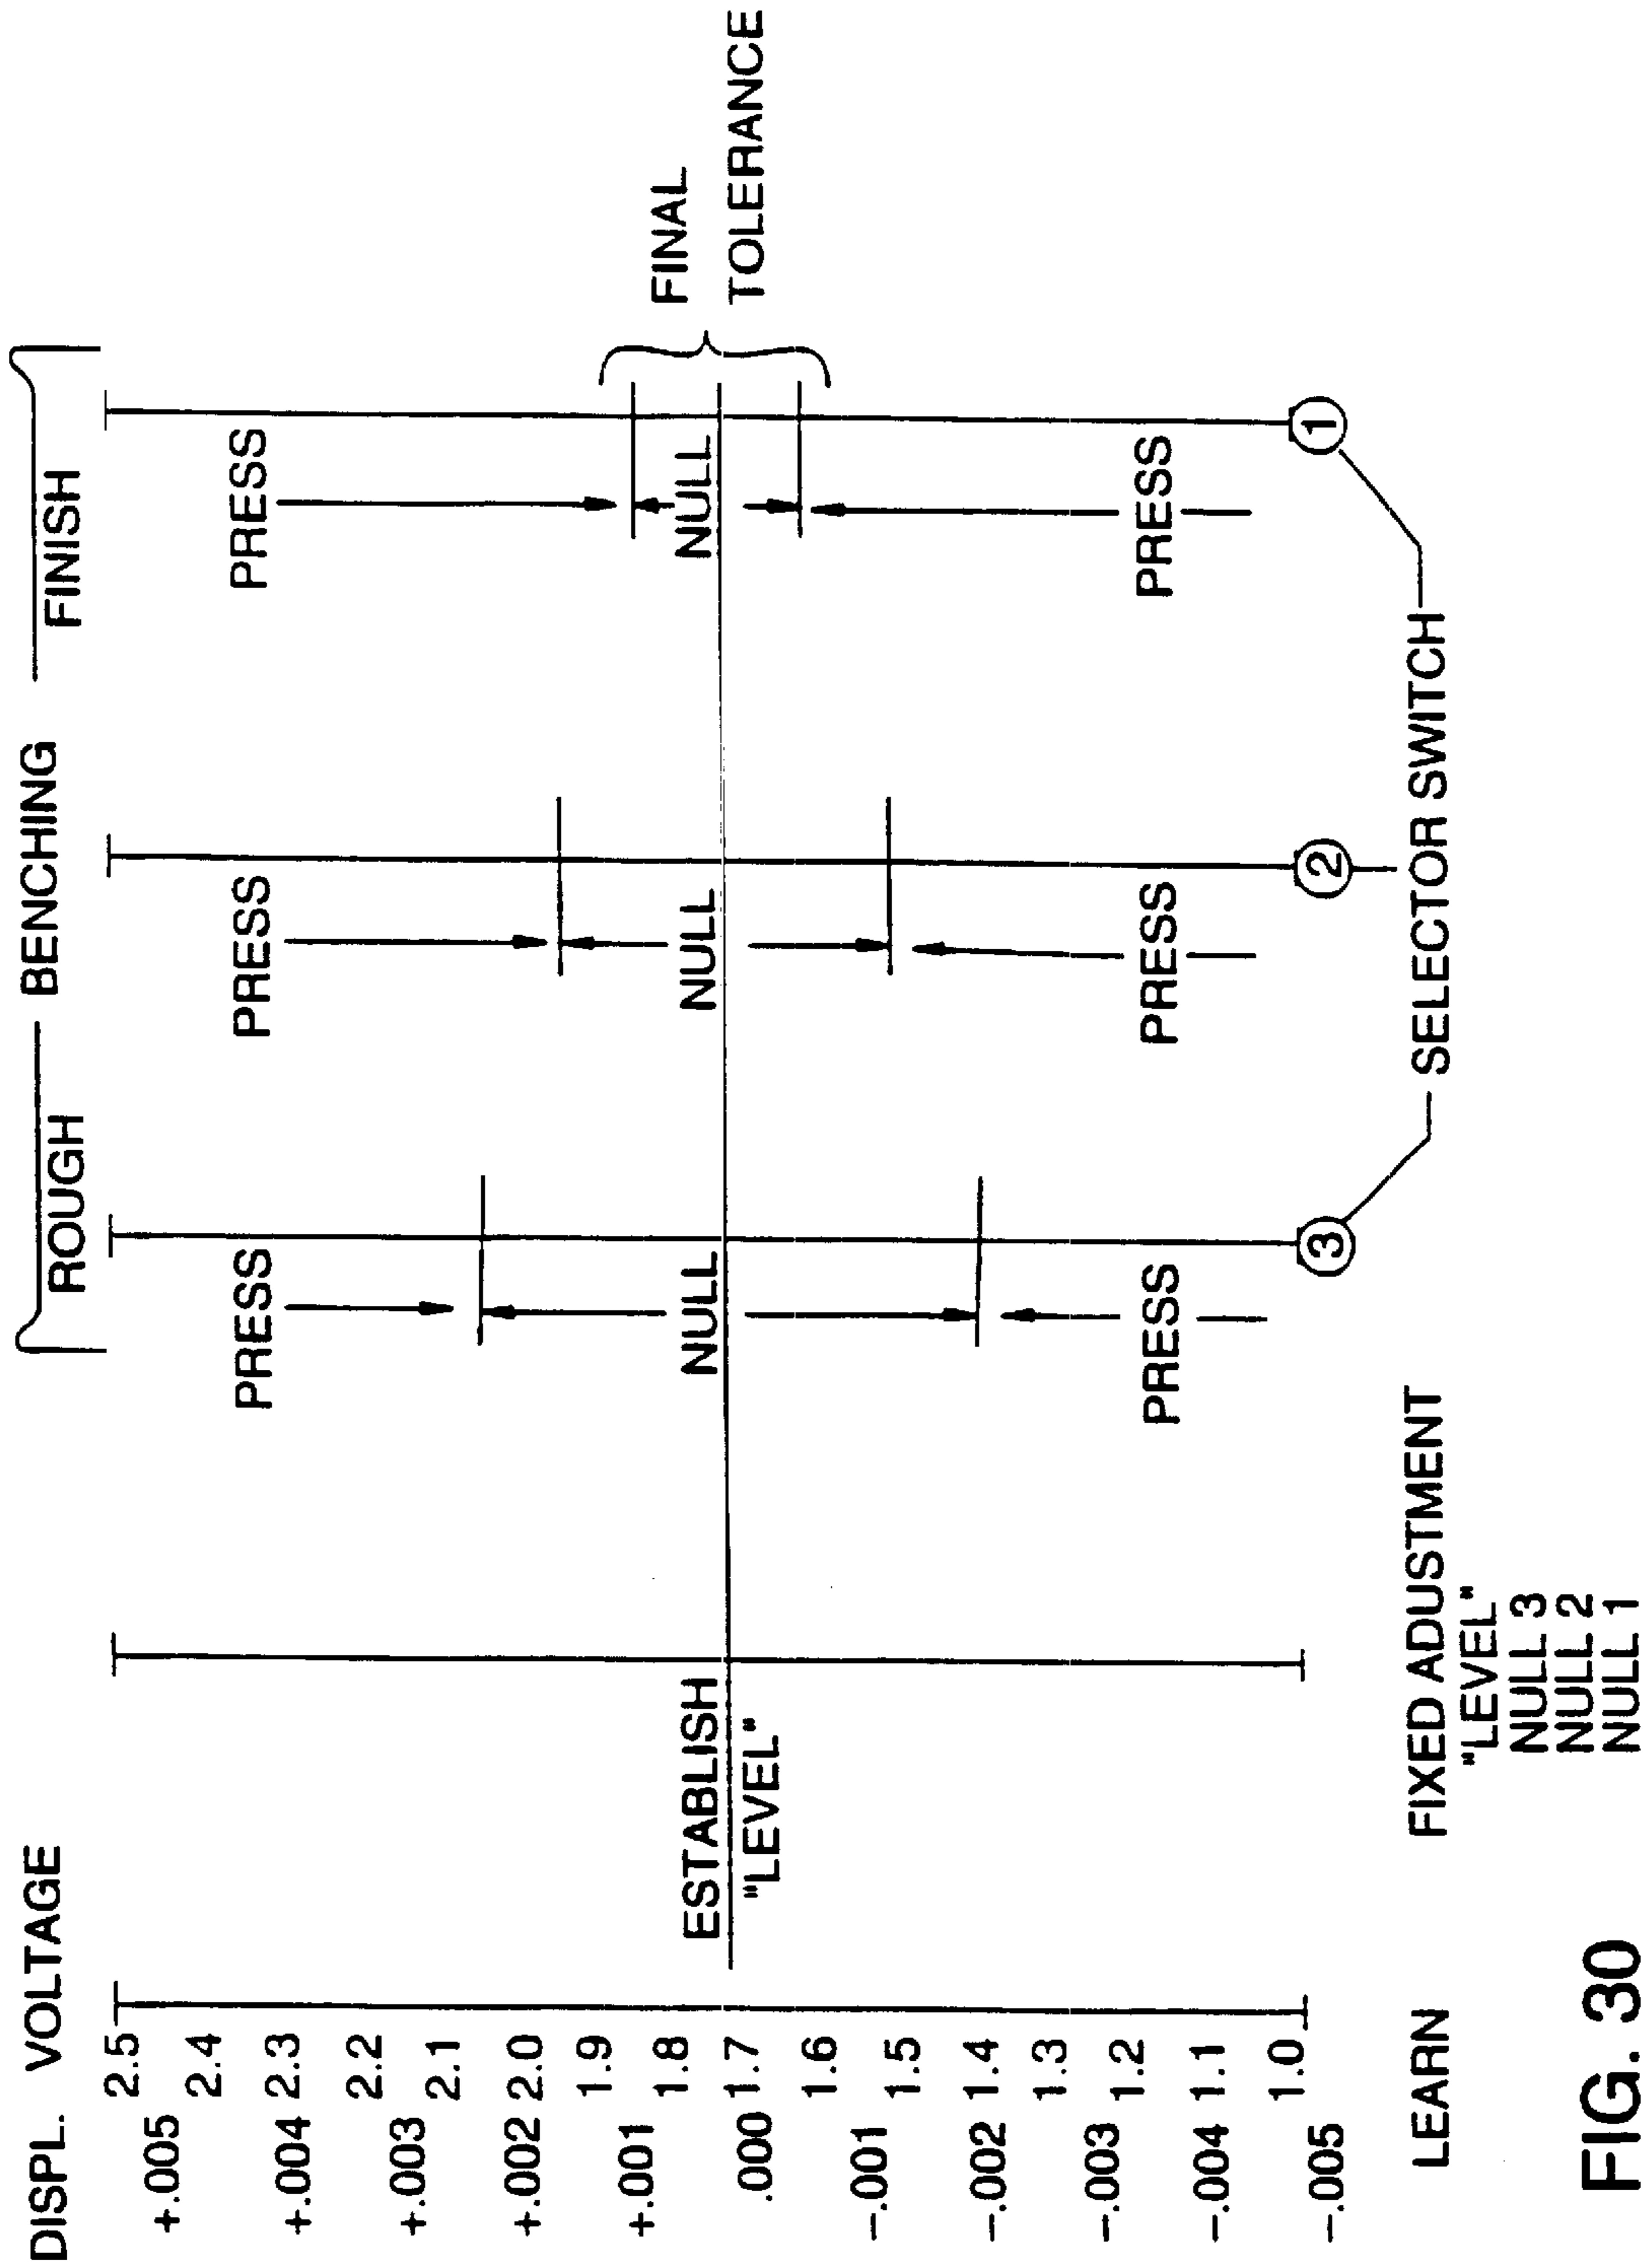 DISPL. VOLTAGE
BENCHING
ROUGH
FINISH
2.5
+.005
2.4
+.004 2.3
2.2
+.003
2.1
+.002 2.0
1.9
+.001
1.8
.000 1.7
1.6
-.001
1.5
-.002 1.4
1.3
-.003
1.2
-.004 1.1
1.0
-.005
ESTABLISH
"LEVEL"
PRESS
NULL
PRESS
PRESS
NULL
PRESS
PRESS
NULL
PRESS
FINAL
TOLERANCE
3
2
1
SELECTOR SWITCH
LEARN
FIXED ADUSTMENT
"LEVEL"
NULL 3
NULL 2
NULL 1
FIG. 30